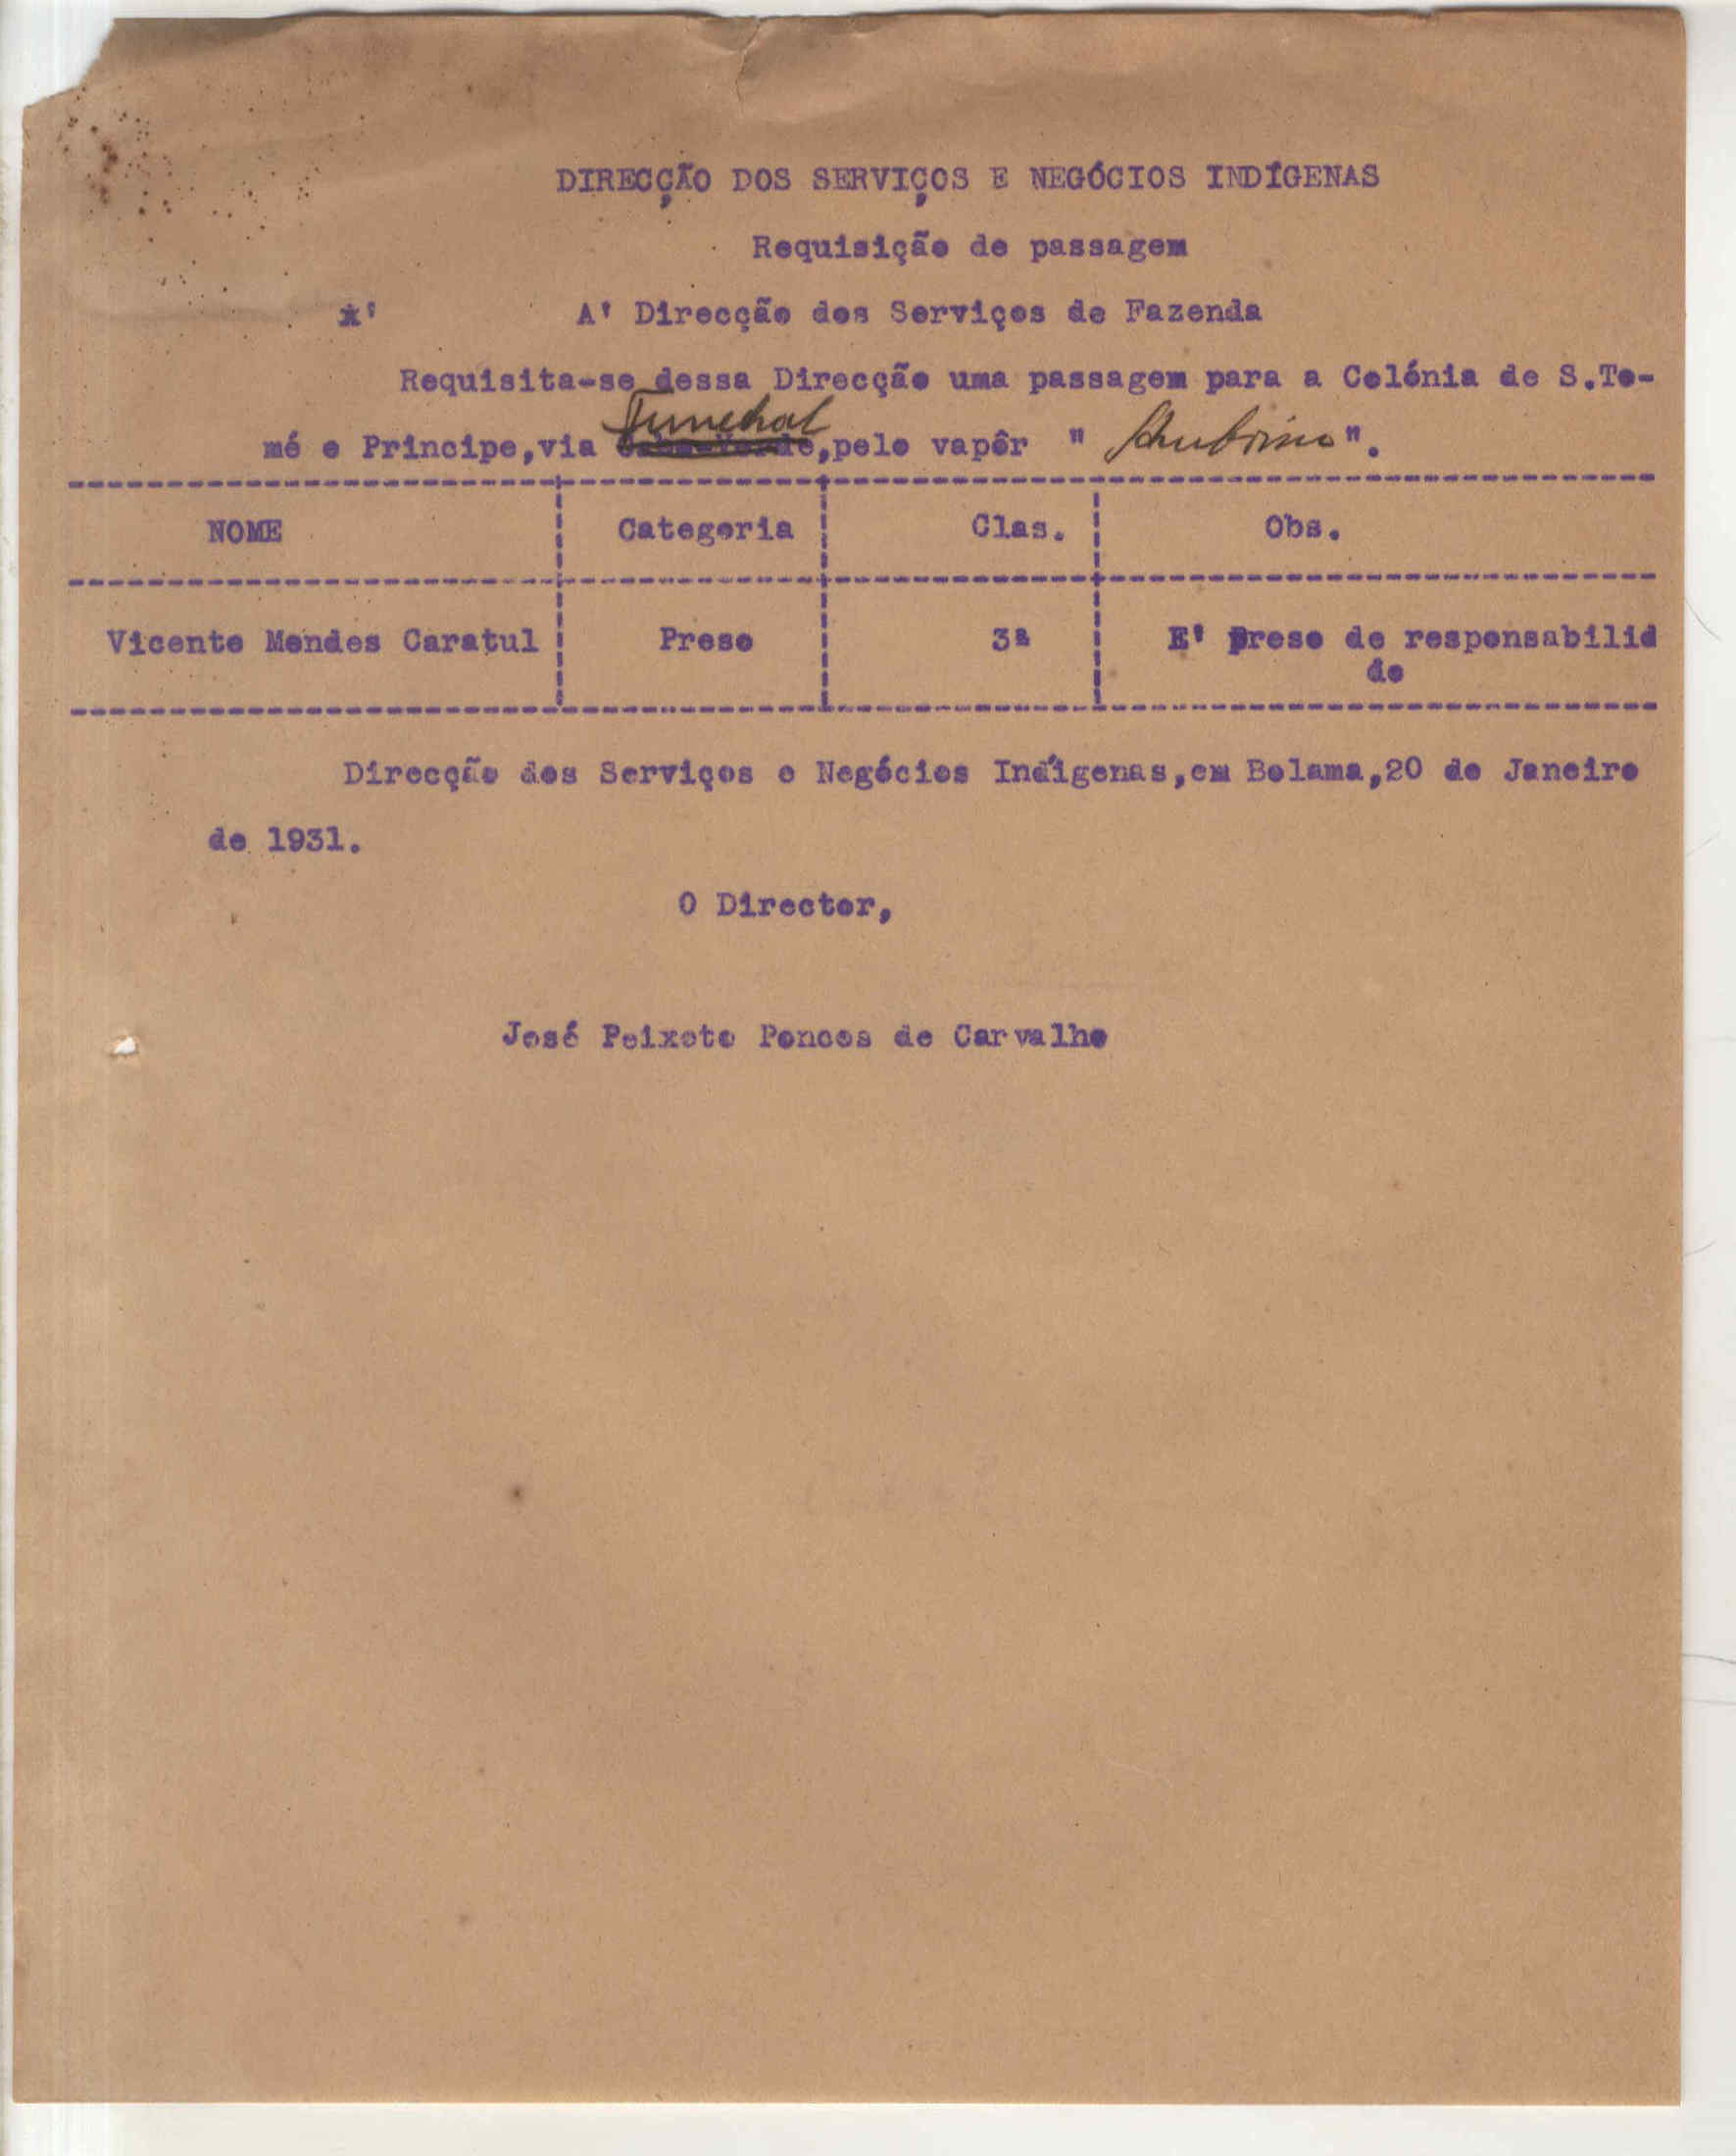 DIRECÇÃO DOS SERVIÇOS E NEGÓCIOS INDÍGENAS
Requisição de passagem
A' Direcção dos Serviços de Fazenda
Requisita-se dessa Direcção uma passagem para a Colónia de S.To-
Funchal
mé e Principe,via Cabo Verde,pelo vapôr " ".
NOME Categoria Clas. Obs.
Vicente Mendes Caratul Preso 3ª E' preso de responsabilid
de
Direcção dos Serviços e Negócios Indígenas,em Bolama,20 de Janeiro
de 1931.
O Director,
José Peixoto Ponces de Carvalho